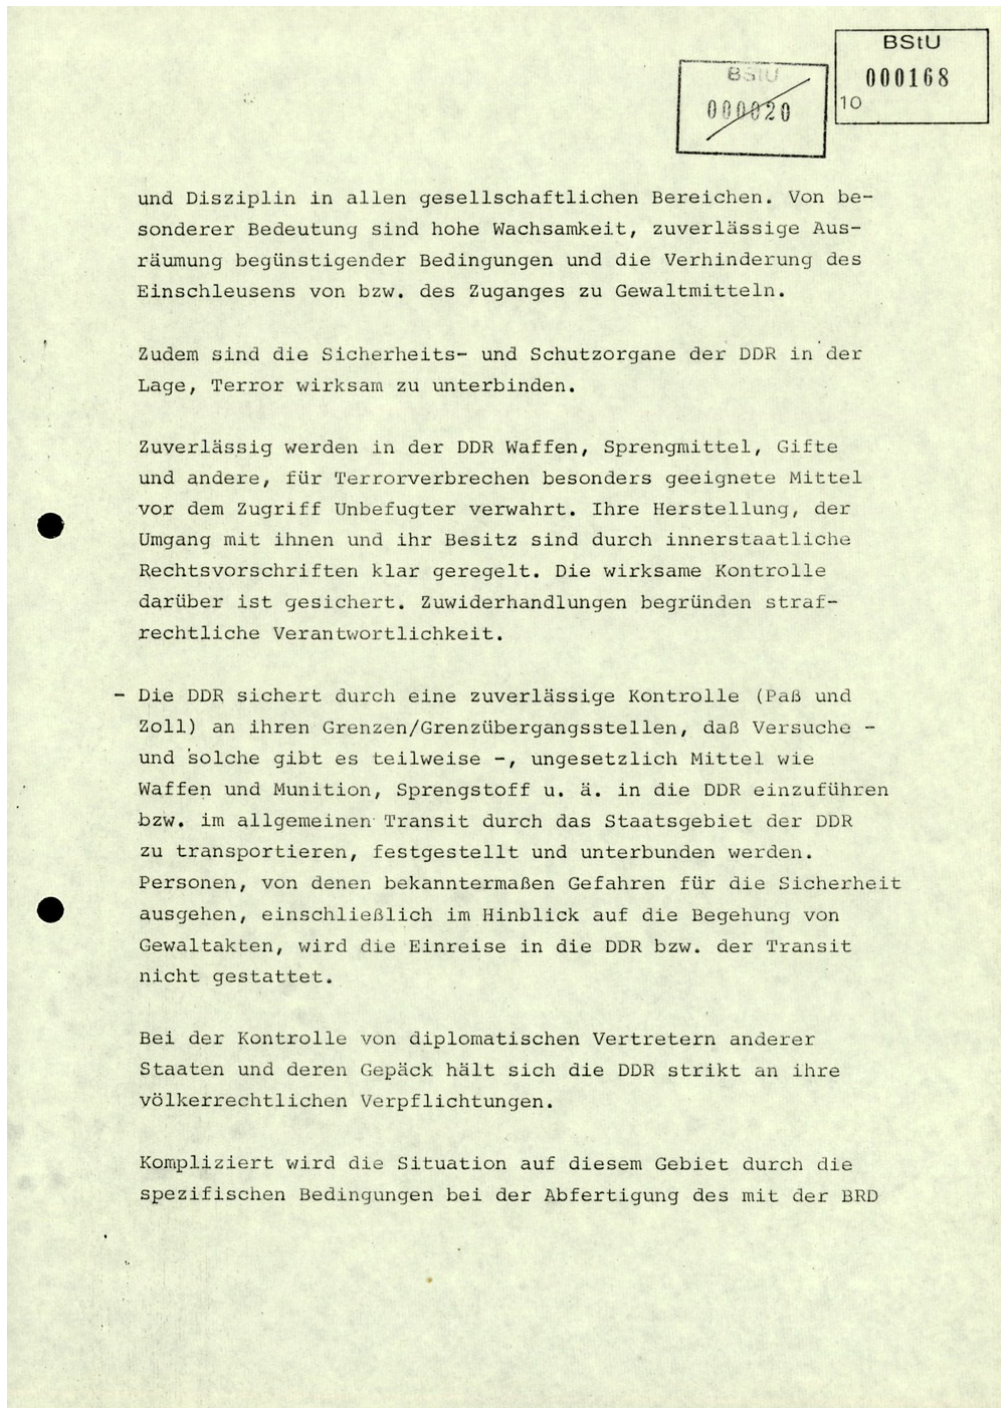 BStU
000168
10
BStU
000020
und Disziplin in allen gesellschaftlichen Bereichen. Von be-
sonderer Bedeutung sind hohe Wachsamkeit, zuverlässige Aus-
räumung begünstigender Bedingungen und die Verhinderung des
Einschleusens von bzw. des Zuganges zu Gewaltmitteln.
Zudem sind die Sicherheits- und Schutzorgane der DDR in der
Lage, Terror wirksam zu unterbinden.
Zuverlässig werden in der DDR Waffen, Sprengmittel, Gifte
und andere, für Terrorverbrechen besonders geeignete Mittel
vor dem Zugriff Unbefugter verwahrt. Ihre Herstellung, der
Umgang mit ihnen und ihr Besitz sind durch innerstaatliche
Rechtsvorschriften klar geregelt. Die wirksame Kontrolle
darüber ist gesichert. Zuwiderhandlungen begründen straf-
rechtliche Verantwortlichkeit.
- Die DDR sichert durch eine zuverlässige Kontrolle (Paß und
Zoll) an ihren Grenzen/Grenzübergangsstellen, daß Versuche -
und solche gibt es teilweise -, ungesetzlich Mittel wie
Waffen und Munition, Sprengstoff u. ä. in die DDR einzuführen
bzw. im allgemeinen Transit durch das Staatsgebiet der DDR
zu transportieren, festgestellt und unterbunden werden.
Personen, von denen bekanntermaßen Gefahren für die Sicherheit
ausgehen, einschließlich im Hinblick auf die Begehung von
Gewaltakten, wird die Einreise in die DDR bzw. der Transit
nicht gestattet.
Bei der Kontrolle von diplomatischen Vertretern anderer
Staaten und deren Gepäck hält sich die DDR strikt an ihre
völkerrechtlichen Verpflichtungen.
Kompliziert wird die Situation auf diesem Gebiet durch die
spezifischen Bedingungen bei der Abfertigung des mit der BRD